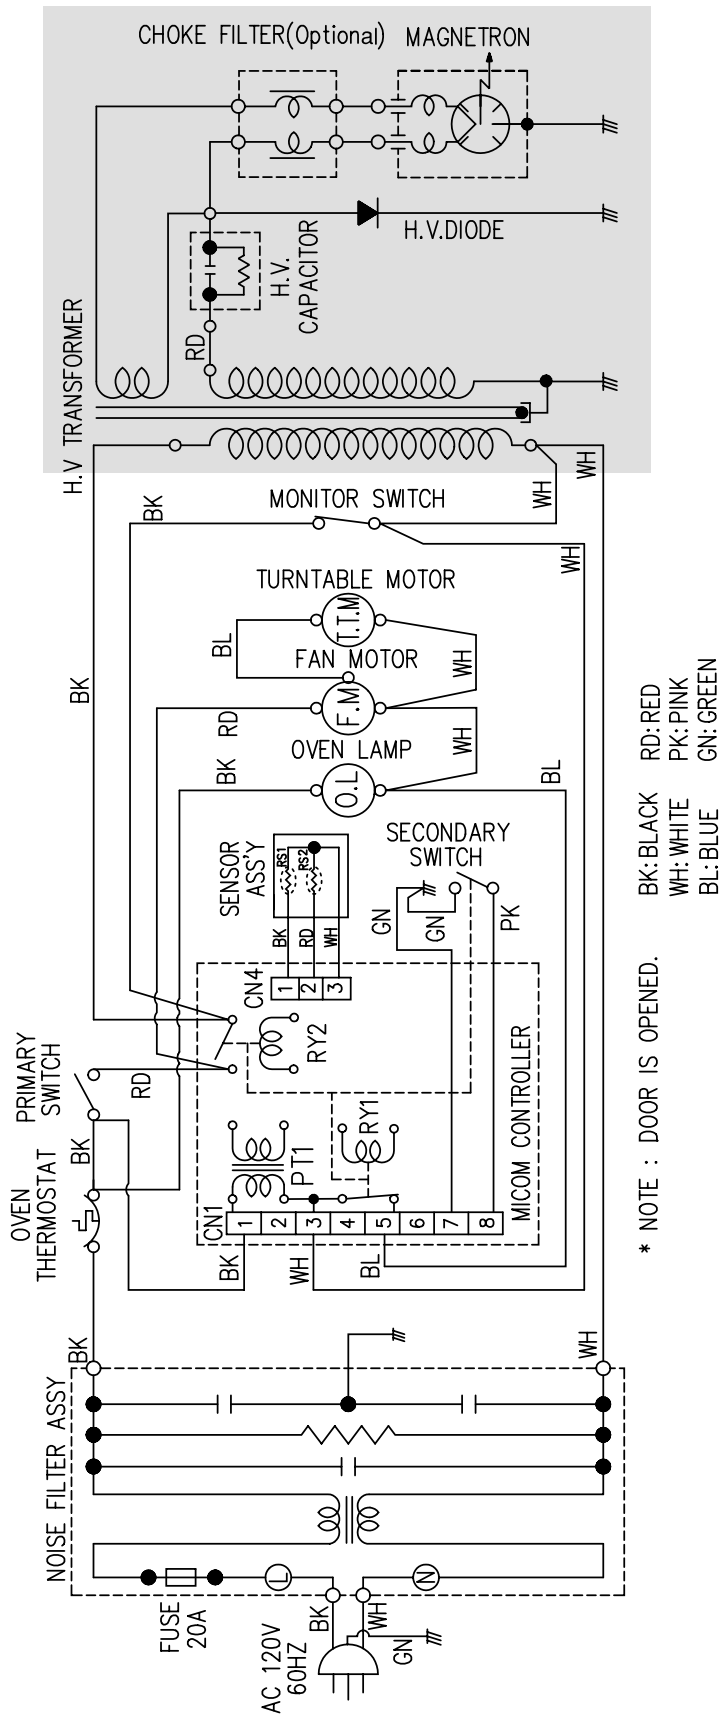 CHOKE FILTER(Optional)
MAGNETRON
H.V.DIODE
H.V.
CAPACITOR
RD
H.V TRANSFORMER
WH
WH
BK
MONITOR SWITCH
WH
TURNTABLE MOTOR
T.T.M
BL
FAN MOTOR
WH
BK
F.M
RD
OVEN LAMP
WH
BK
O.L
BL
SENSOR
ASS'Y
RS1
RS2
BK
RD
WH
SECONDARY
SWITCH
GN
GN
PK
CN4
1
2
3
RY2
PRIMARY
SWITCH
RD
BK
OVEN
THERMOSTAT
PT1
RY1
MICOM CONTROLLER
CN1
1
2
3
4
5
6
7
8
BK
WH
BL
BK
WH
NOISE FILTER ASSY
L
N
FUSE
20A
BK
WH
AC 120V
60HZ
GN
* NOTE : DOOR IS OPENED.
BK:BLACK RD:RED
WH:WHITE PK:PINK
BL:BLUE GN:GREEN